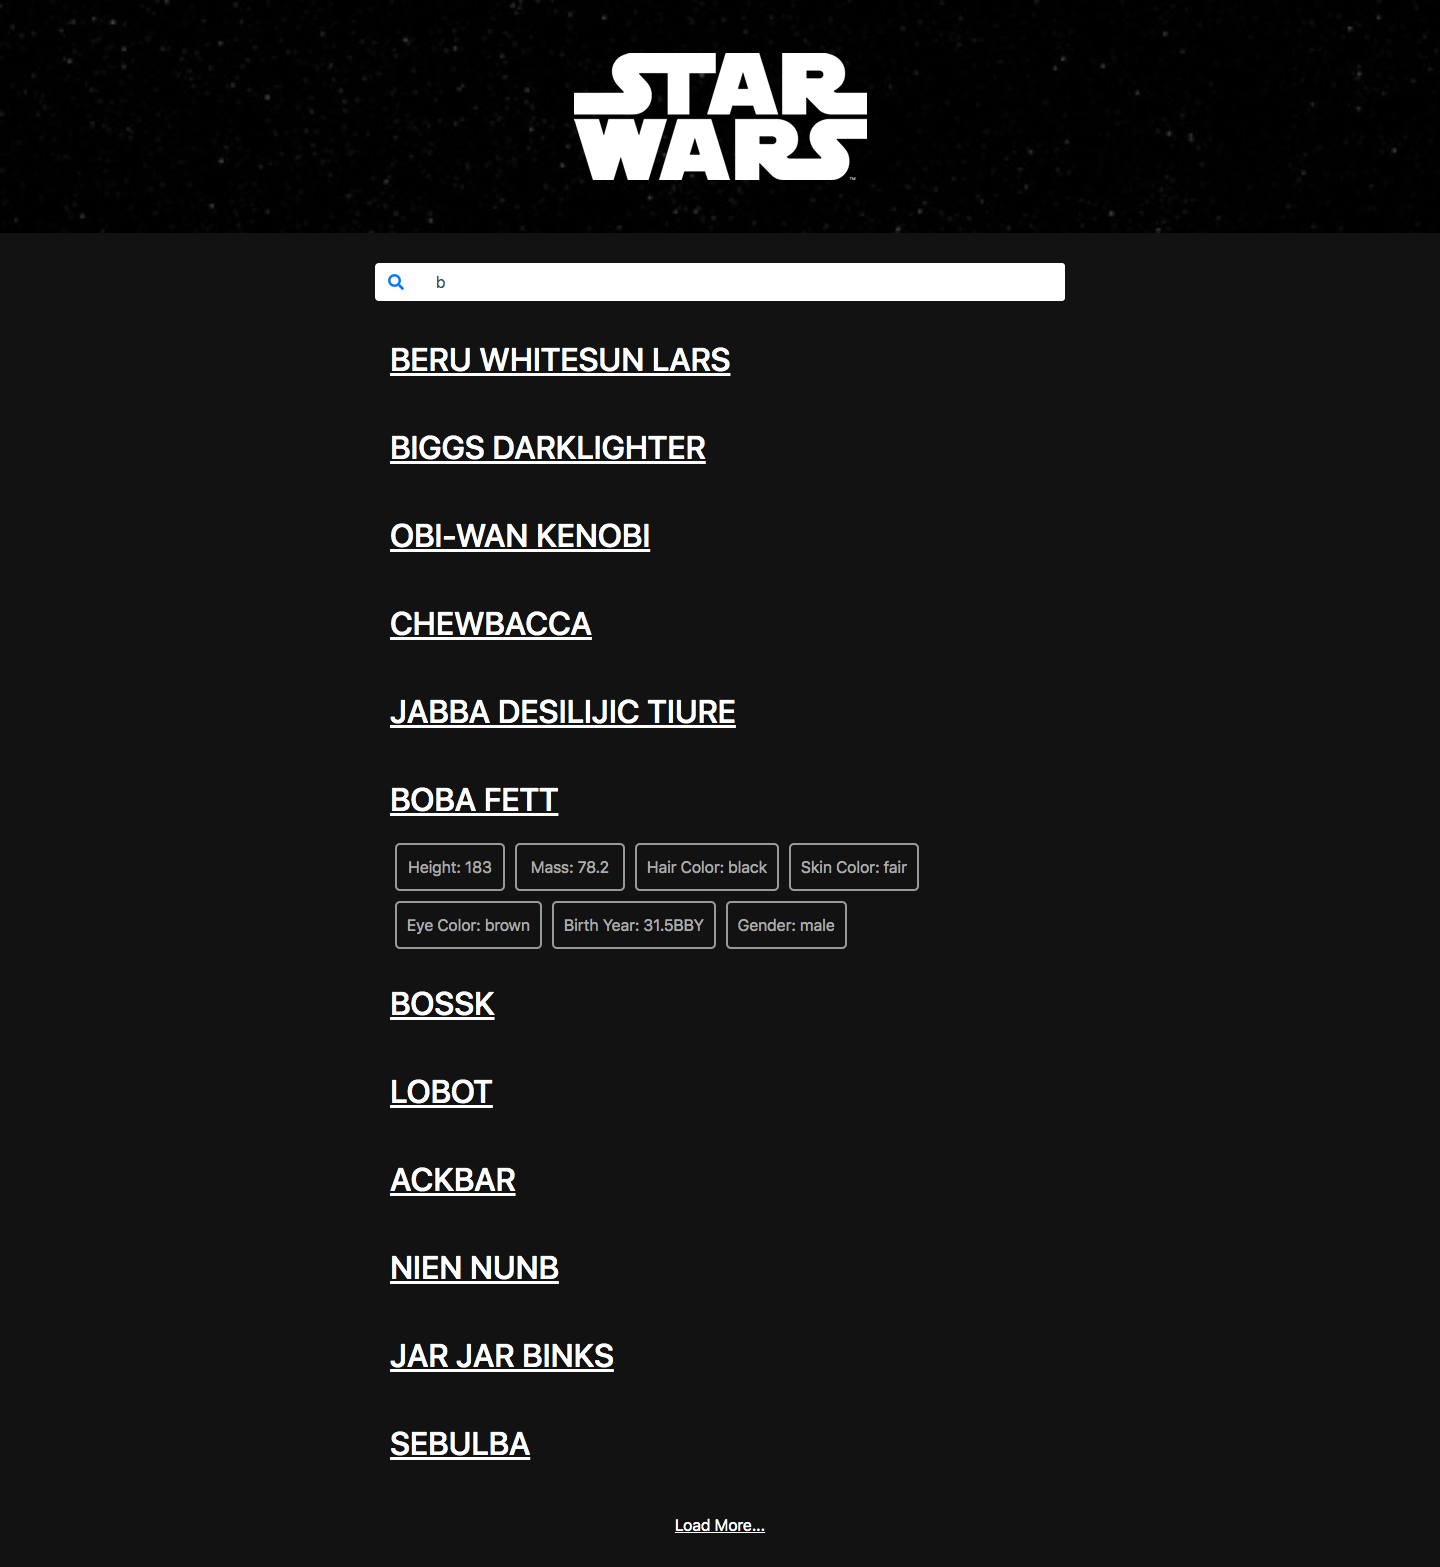 STAR
WARS™
b
BERU WHITESUN LARS
BIGGS DARKLIGHTER
OBI-WAN KENOBI
CHEWBACCA
JABBA DESILIJIC TIURE
BOBA FETT
Height: 183 Mass: 78.2 Hair Color: black Skin Color: fair
Eye Color: brown Birth Year: 31.5BBY Gender: male
BOSSK
LOBOT
ACKBAR
NIEN NUNB
JAR JAR BINKS
SEBULBA
Load More...